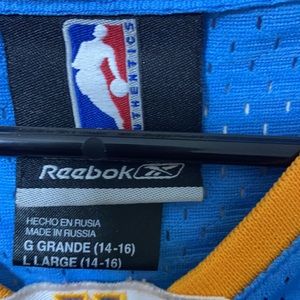 AUTHENTICS
Reebok
HECHO EN RUSIA
MADE IN RUSSIA
G GRANDE (14-16)
L LARGE (14-16)